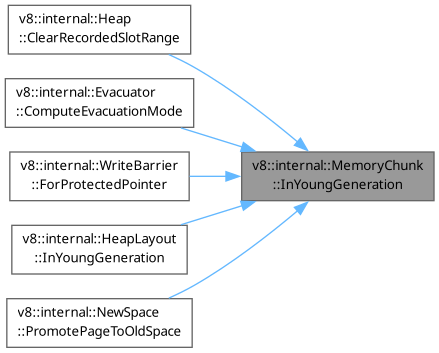 v8::internal::Heap
::ClearRecordedSlotRange
v8::internal::Evacuator
::ComputeEvacuationMode
v8::internal::WriteBarrier
::ForProtectedPointer
v8::internal::HeapLayout
::InYoungGeneration
v8::internal::NewSpace
::PromotePageToOldSpace
v8::internal::MemoryChunk
::InYoungGeneration